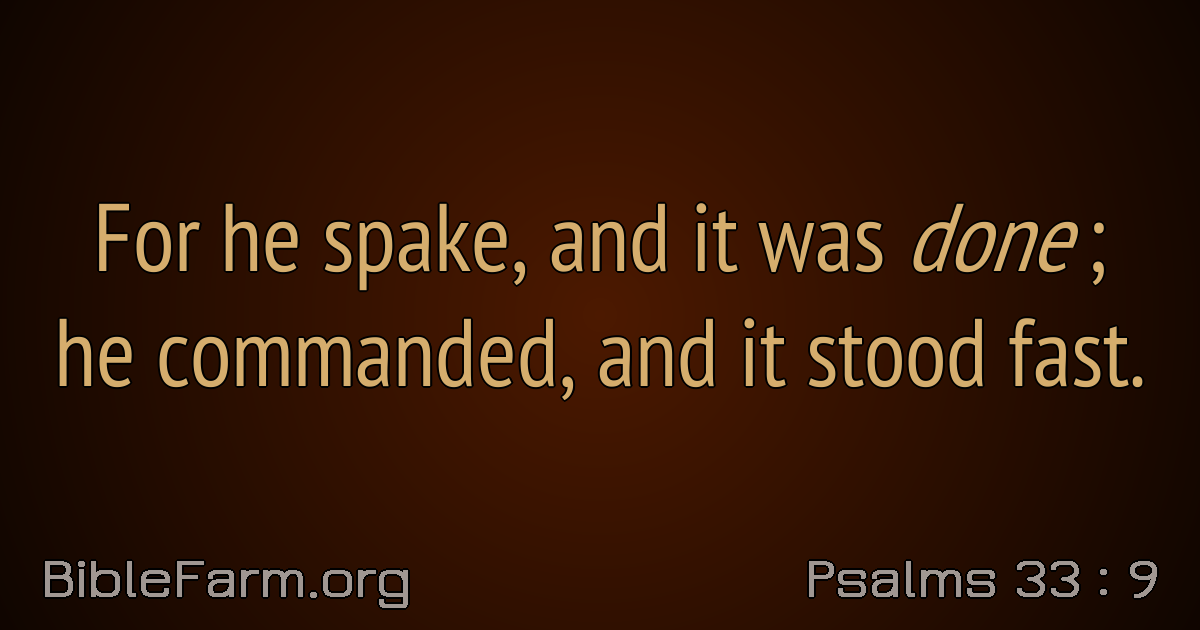 For he spake, and it was done;
he commanded, and it stood fast.
BibleFarm.org
Psalms 33 : 9